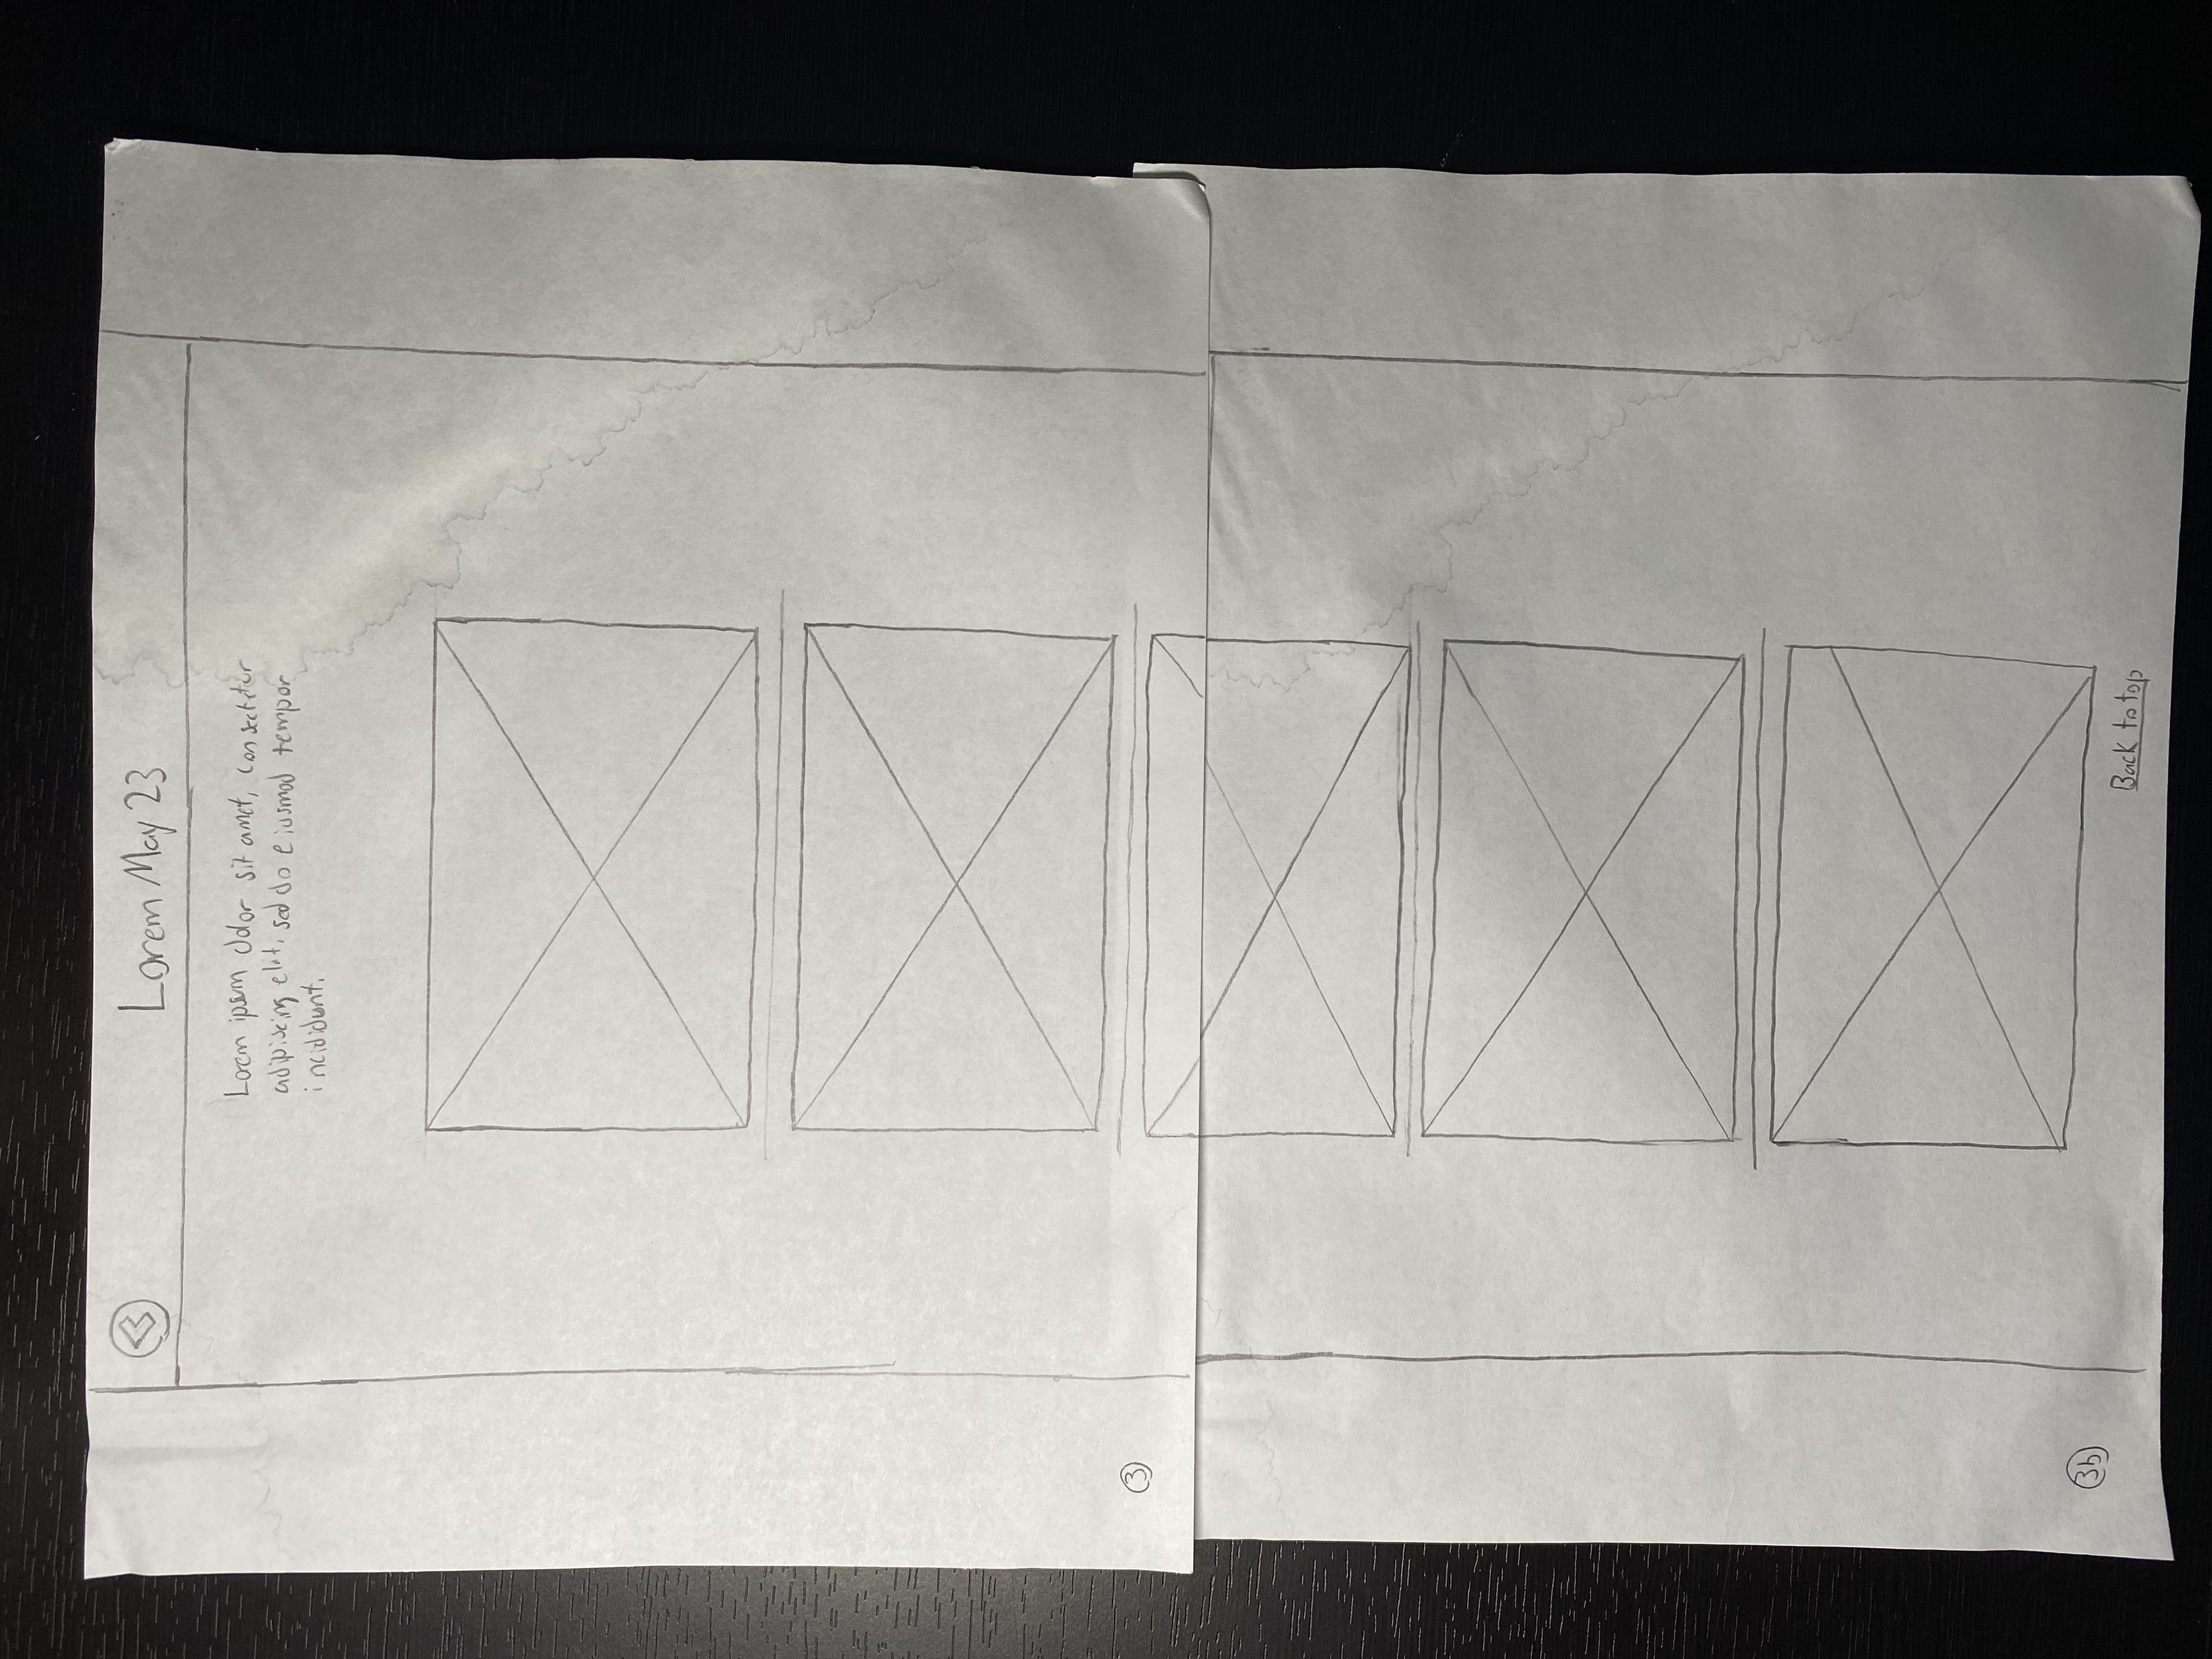 Lorem May 23
Lorem ipsum dolor sit amet, consectetur
adipiscing elit, sed do eiusmod tempor
incididunt.
3
3b
Back to top